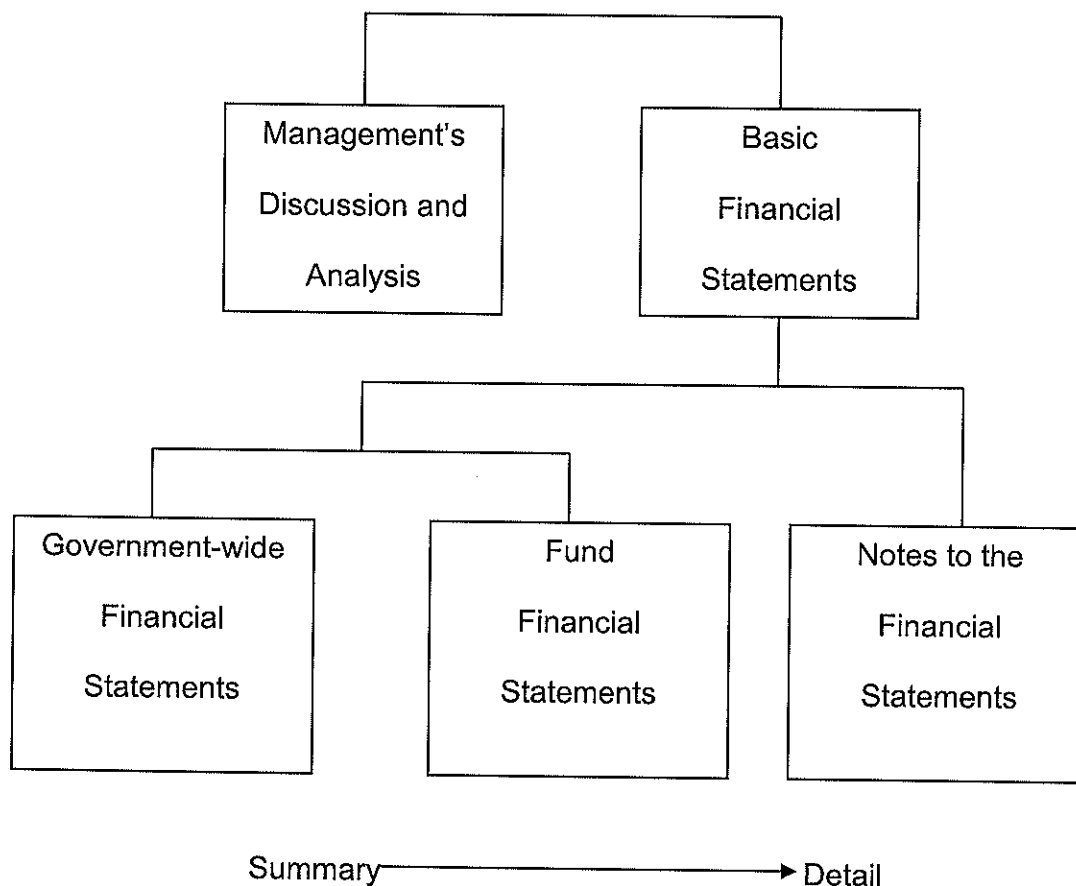 Management's
Discussion and
Analysis
Basic
Financial
Statements
Government-wide
Financial
Statements
Fund
Financial
Statements
Notes to the
Financial
Statements
Summary
Detail